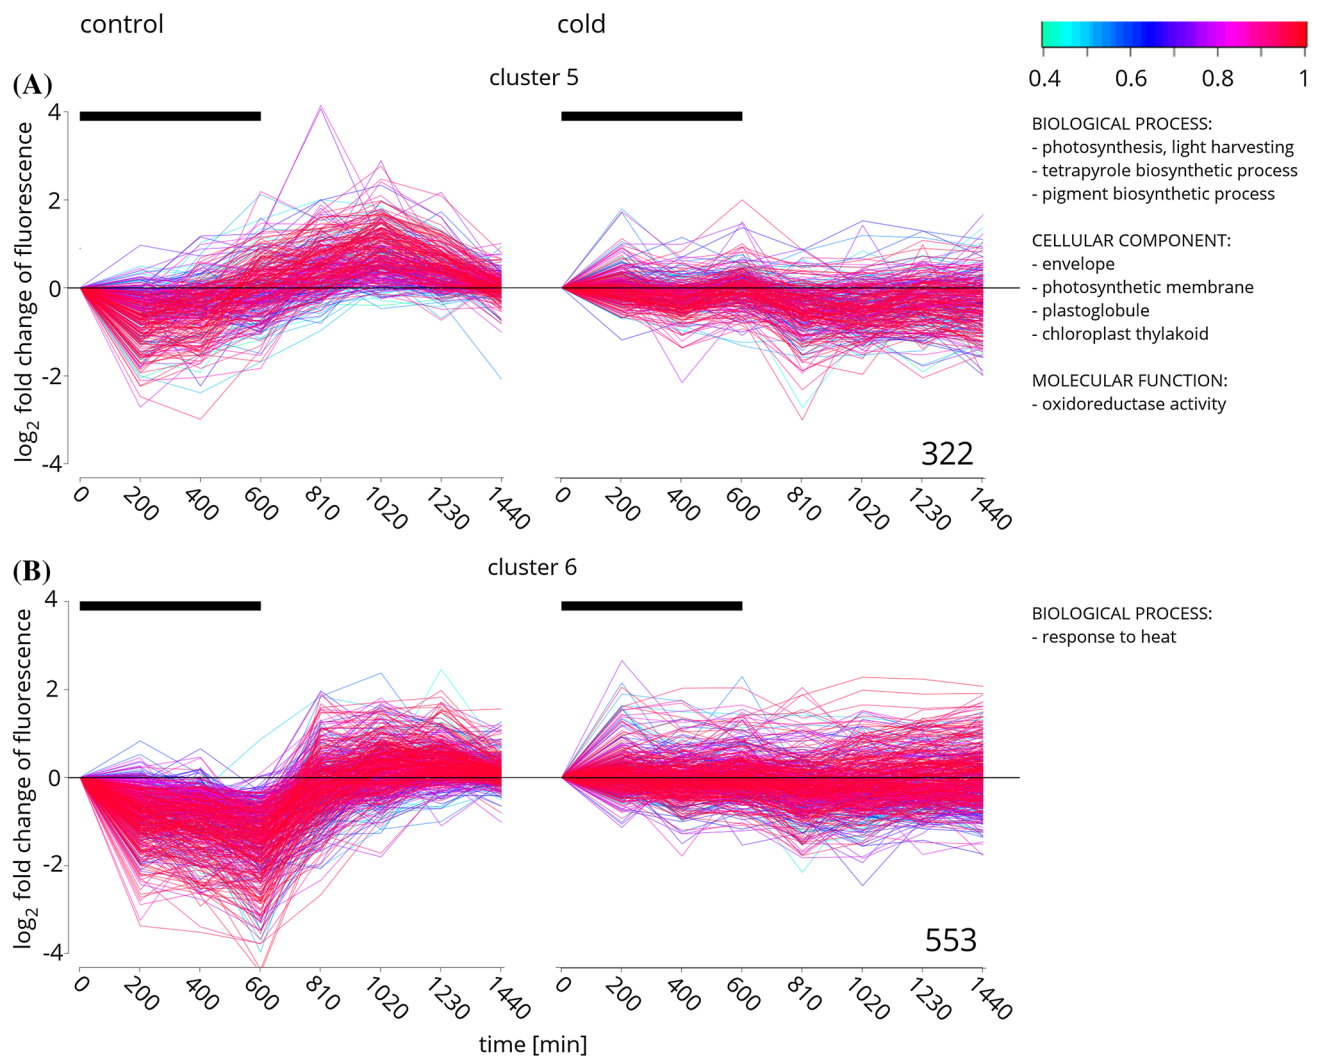 control
cold
0.4 0.6 0.8 1
(A)
cluster 5
log2 fold change of fluorescence
4
2
0
-2
-4
322
0 200 400 600 810 1020 1230 1440
0 200 400 600 810 1020 1230 1440
BIOLOGICAL PROCESS:
- photosynthesis, light harvesting
- tetrapyrole biosynthetic process
- pigment biosynthetic process
CELLULAR COMPONENT:
- envelope
- photosynthetic membrane
- plastoglobule
- chloroplast thylakoid
MOLECULAR FUNCTION:
- oxidoreductase activity
(B)
cluster 6
log2 fold change of fluorescence
4
2
0
-2
-4
553
0 200 400 600 810 1020 1230 1440
0 200 400 600 810 1020 1230 1440
time [min]
BIOLOGICAL PROCESS:
- response to heat